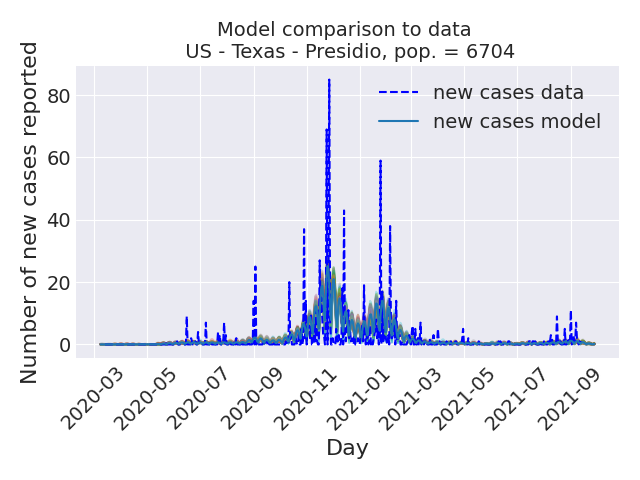 Model comparison to data
US - Texas - Presidio, pop. = 6704
Number of new cases reported
80
60
40
20
0
new cases data
new cases model
2020-03
2020-05
2020-07
2020-09
2020-11
2021-01
2021-03
2021-05
2021-07
2021-09
Day